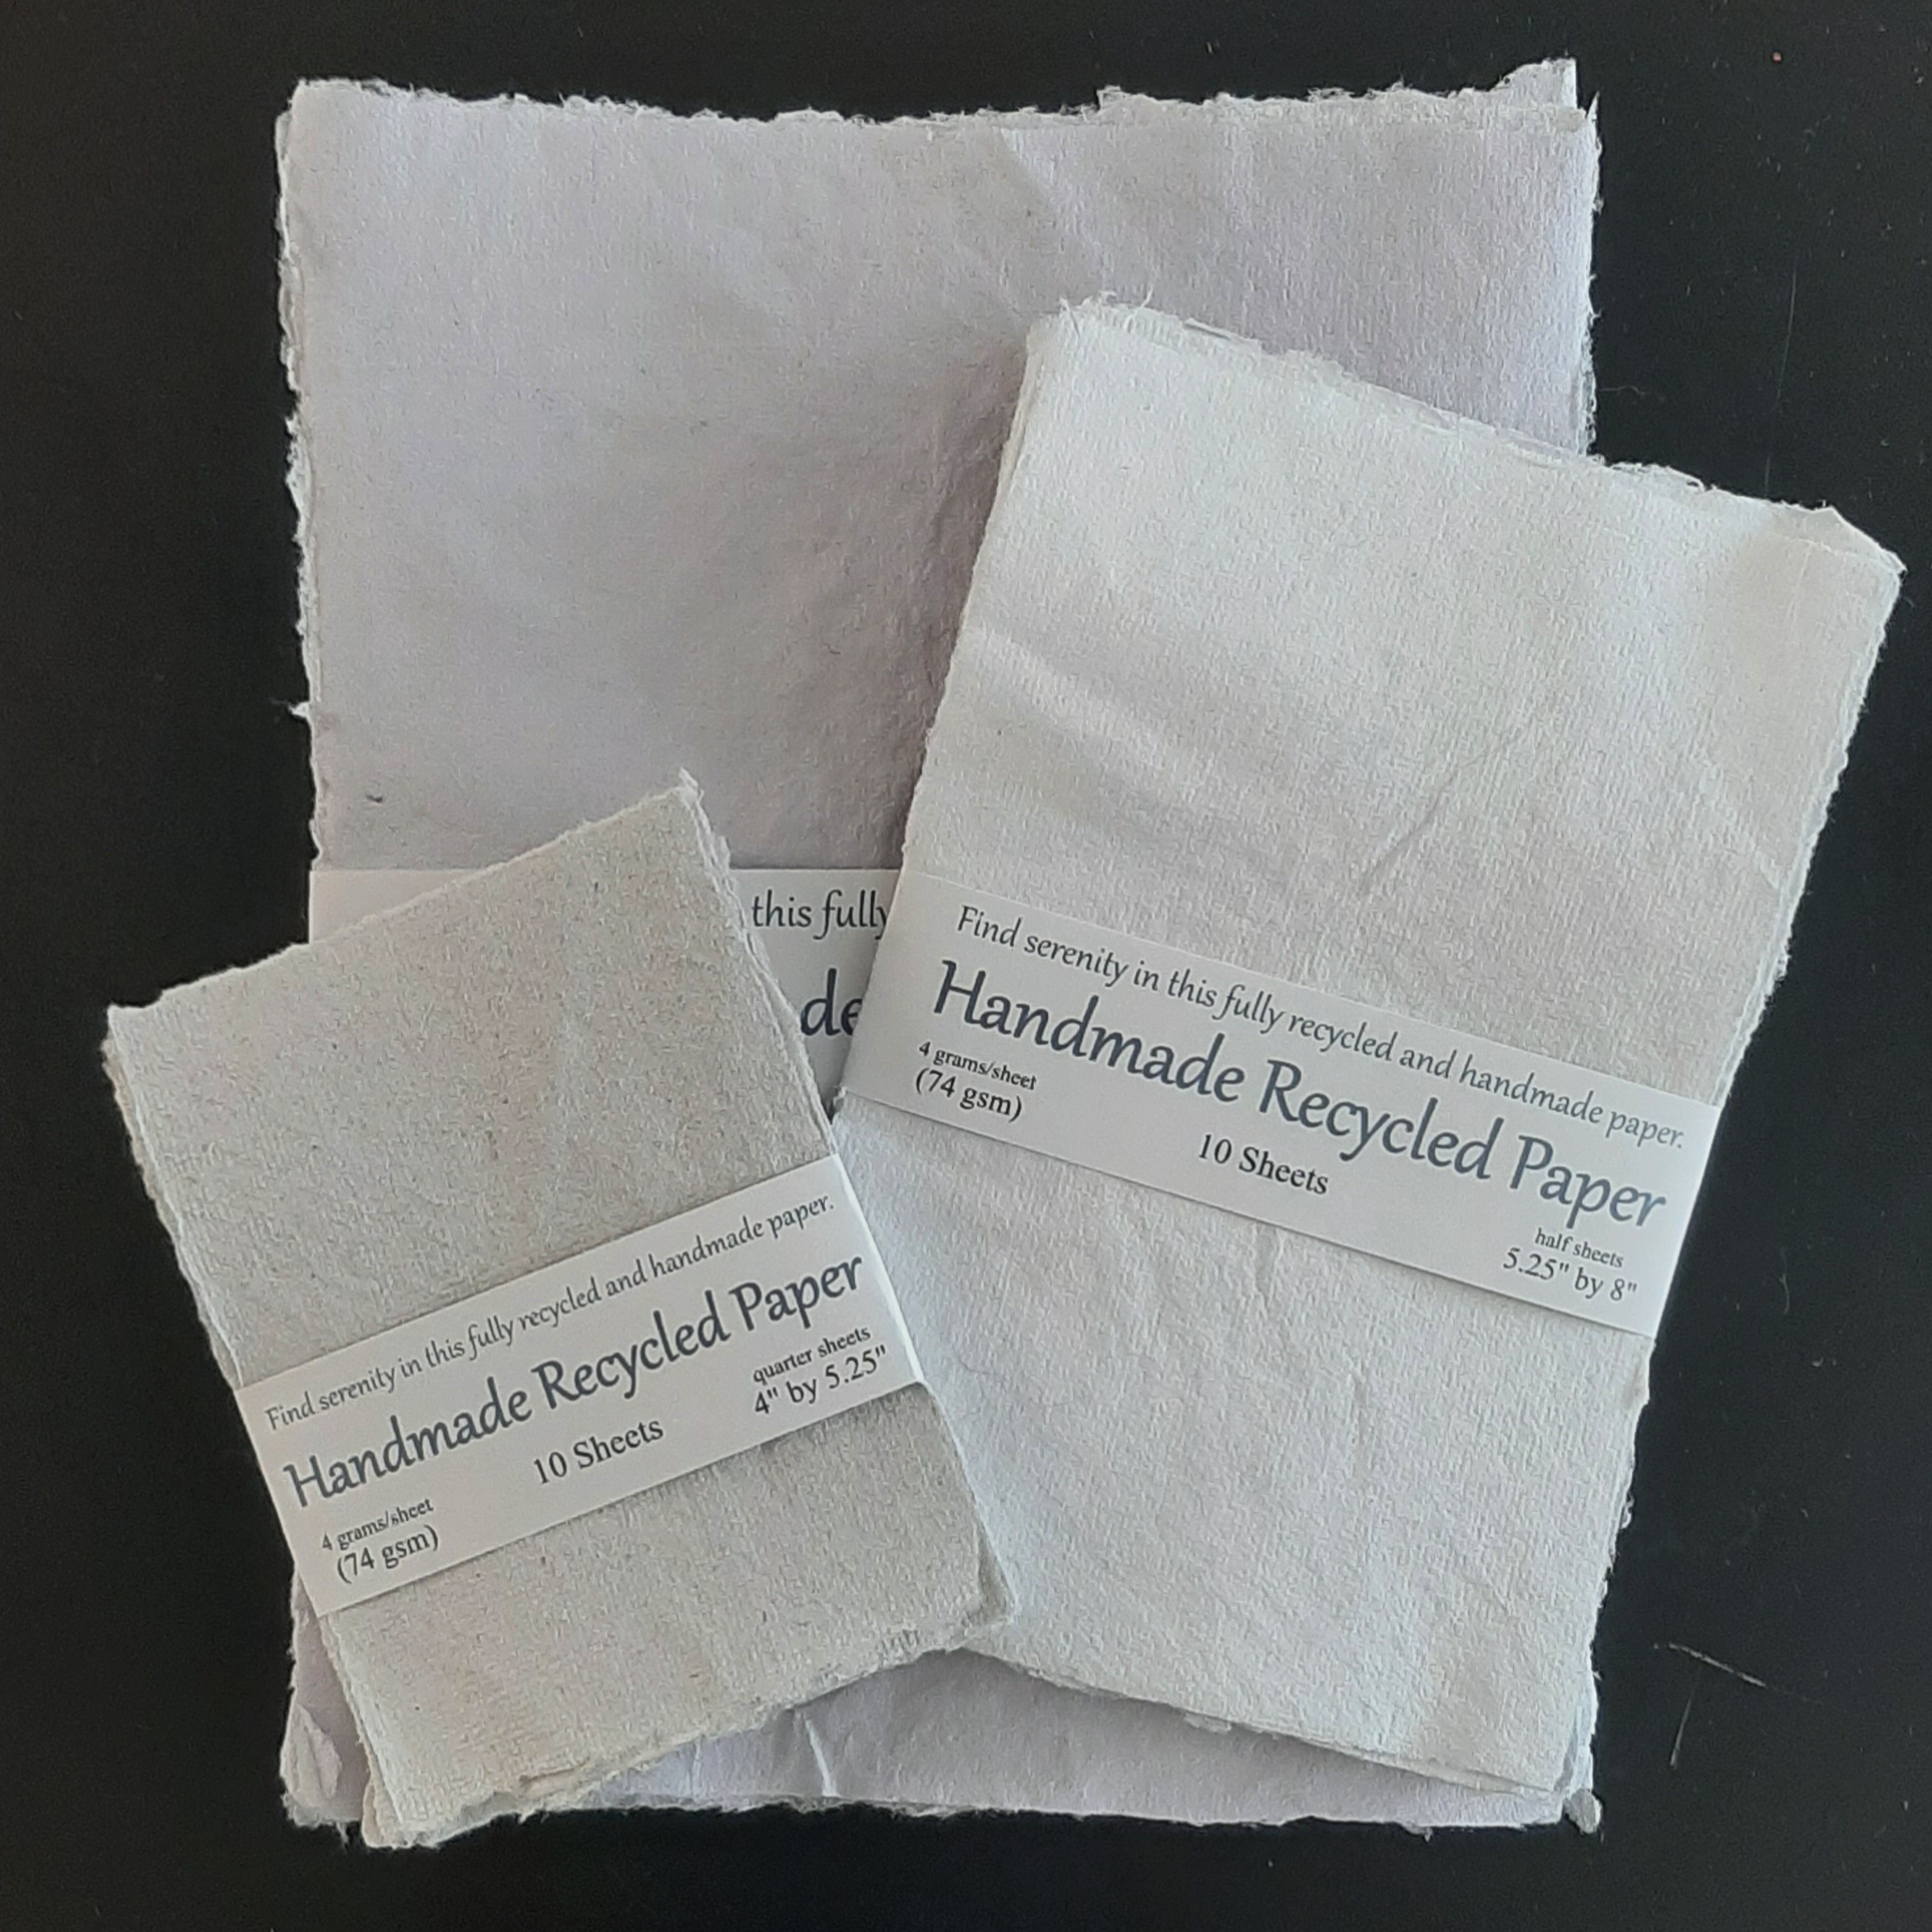 this fully
de
Find serenity in this fully recycled and handmade paper.
Handmade Recycled Paper
4 grams/sheet
(74 gsm)
10 Sheets
half sheets
5.25" by 8"
Find serenity in this fully recycled and handmade paper.
Handmade Recycled Paper
quarter sheets
4" by 5.25"
10 Sheets
4 grams/sheet
(74 gsm)